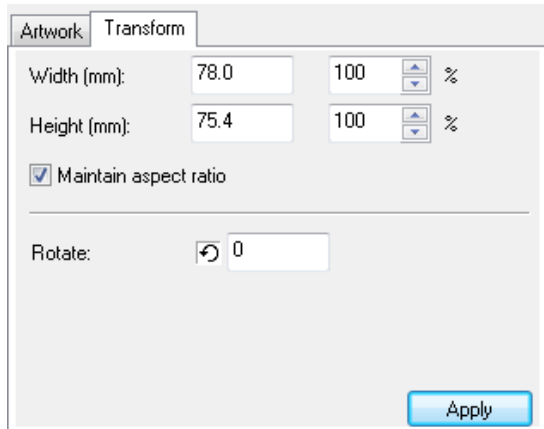 Artwork Transform
Width (mm): 78.0 100 %
Height (mm): 75.4 100 %
Maintain aspect ratio
Rotate: 0
Apply